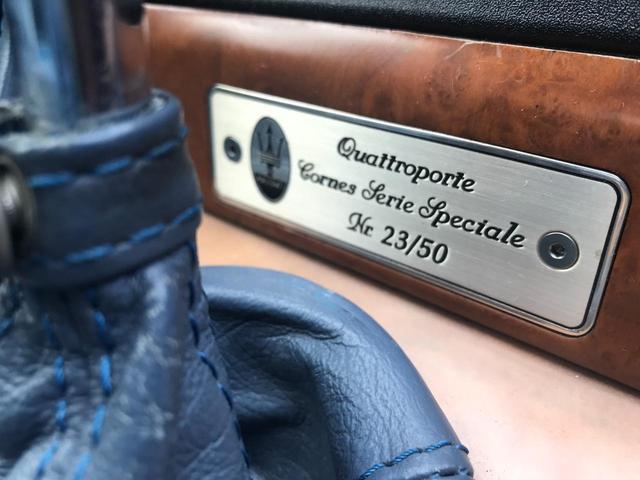 Quattroporte
Cornes Serie Speciale
Nr. 23/50